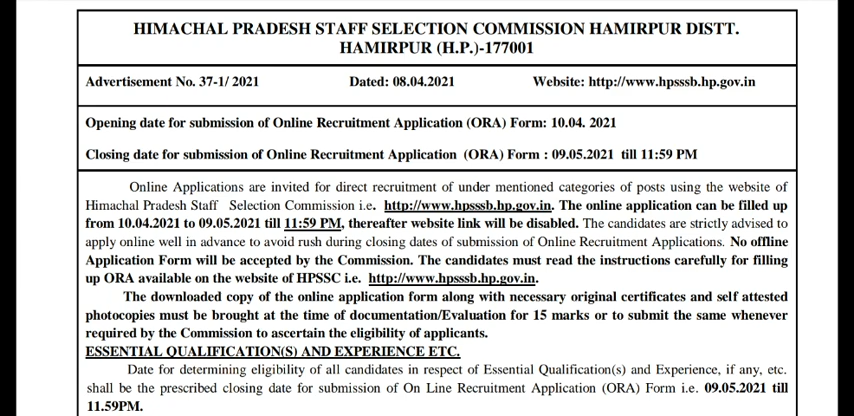 HIMACHAL PRADESH STAFF SELECTION COMMISSION HAMIRPUR DISTT.
HAMIRPUR (H.P.)-177001
Advertisement No. 37-1/ 2021 Dated: 08.04.2021 Website: http://www.hpsssb.hp.gov.in
Opening date for submission of Online Recruitment Application (ORA) Form: 10.04. 2021
Closing date for submission of Online Recruitment Application (ORA) Form : 09.05.2021 till 11:59 PM
Online Applications are invited for direct recruitment of under mentioned categories of posts using the website of
Himachal Pradesh Staff Selection Commission i.e. http://www.hpsssb.hp.gov.in. The online application can be filled up
from 10.04.2021 to 09.05.2021 till 11:59 PM, thereafter website link will be disabled. The candidates are strictly advised to
apply online well in advance to avoid rush during closing dates of submission of Online Recruitment Applications. No offline
Application Form will be accepted by the Commission. The candidates must read the instructions carefully for filling
up ORA available on the website of HPSSC i.e. http://www.hpsssb.hp.gov.in.
The downloaded copy of the online application form along with necessary original certificates and self attested
photocopies must be brought at the time of documentation/Evaluation for 15 marks or to submit the same whenever
required by the Commission to ascertain the eligibility of applicants.
ESSENTIAL QUALIFICATION(S) AND EXPERIENCE ETC.
Date for determining eligibility of all candidates in respect of Essential Qualification(s) and Experience, if any, etc.
shall be the prescribed closing date for submission of On Line Recruitment Application (ORA) Form i.e. 09.05.2021 till
11.59PM.